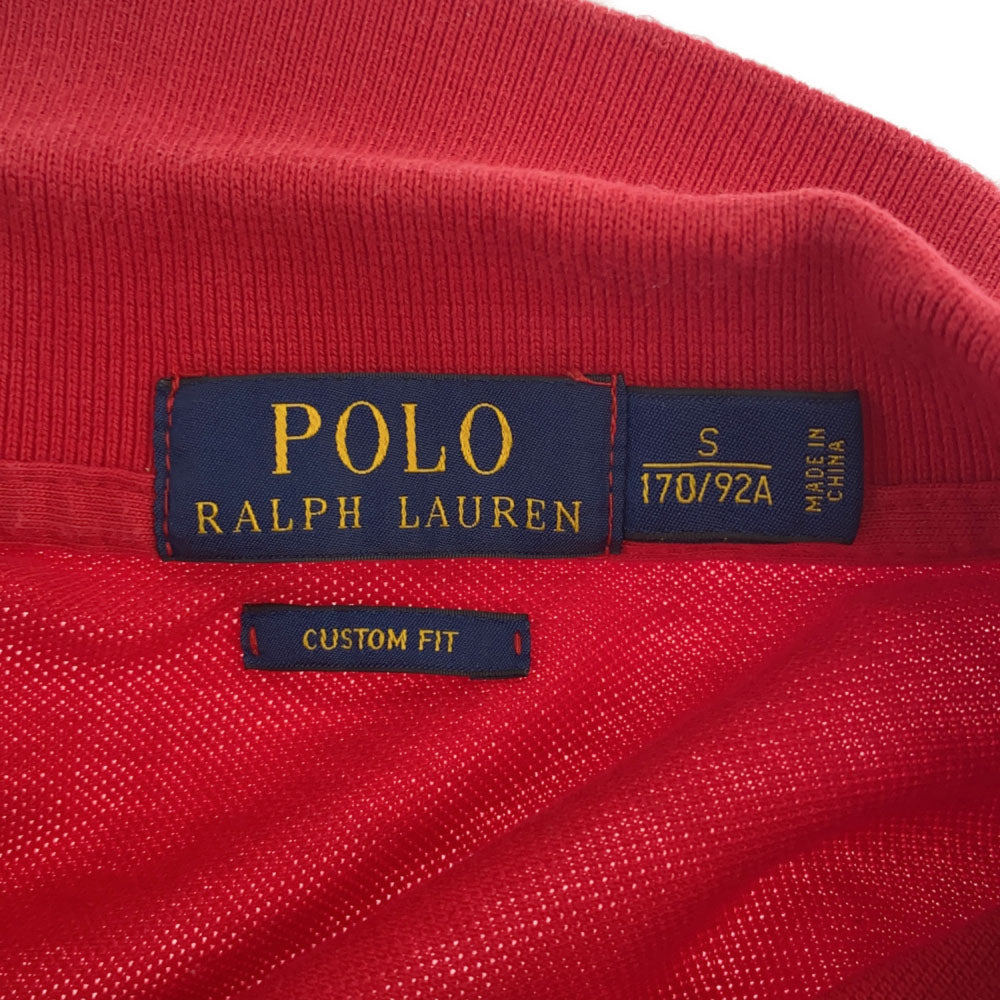 POLO
RALPH LAUREN
S
170/92A
MADE IN
CHINA
CUSTOM FIT